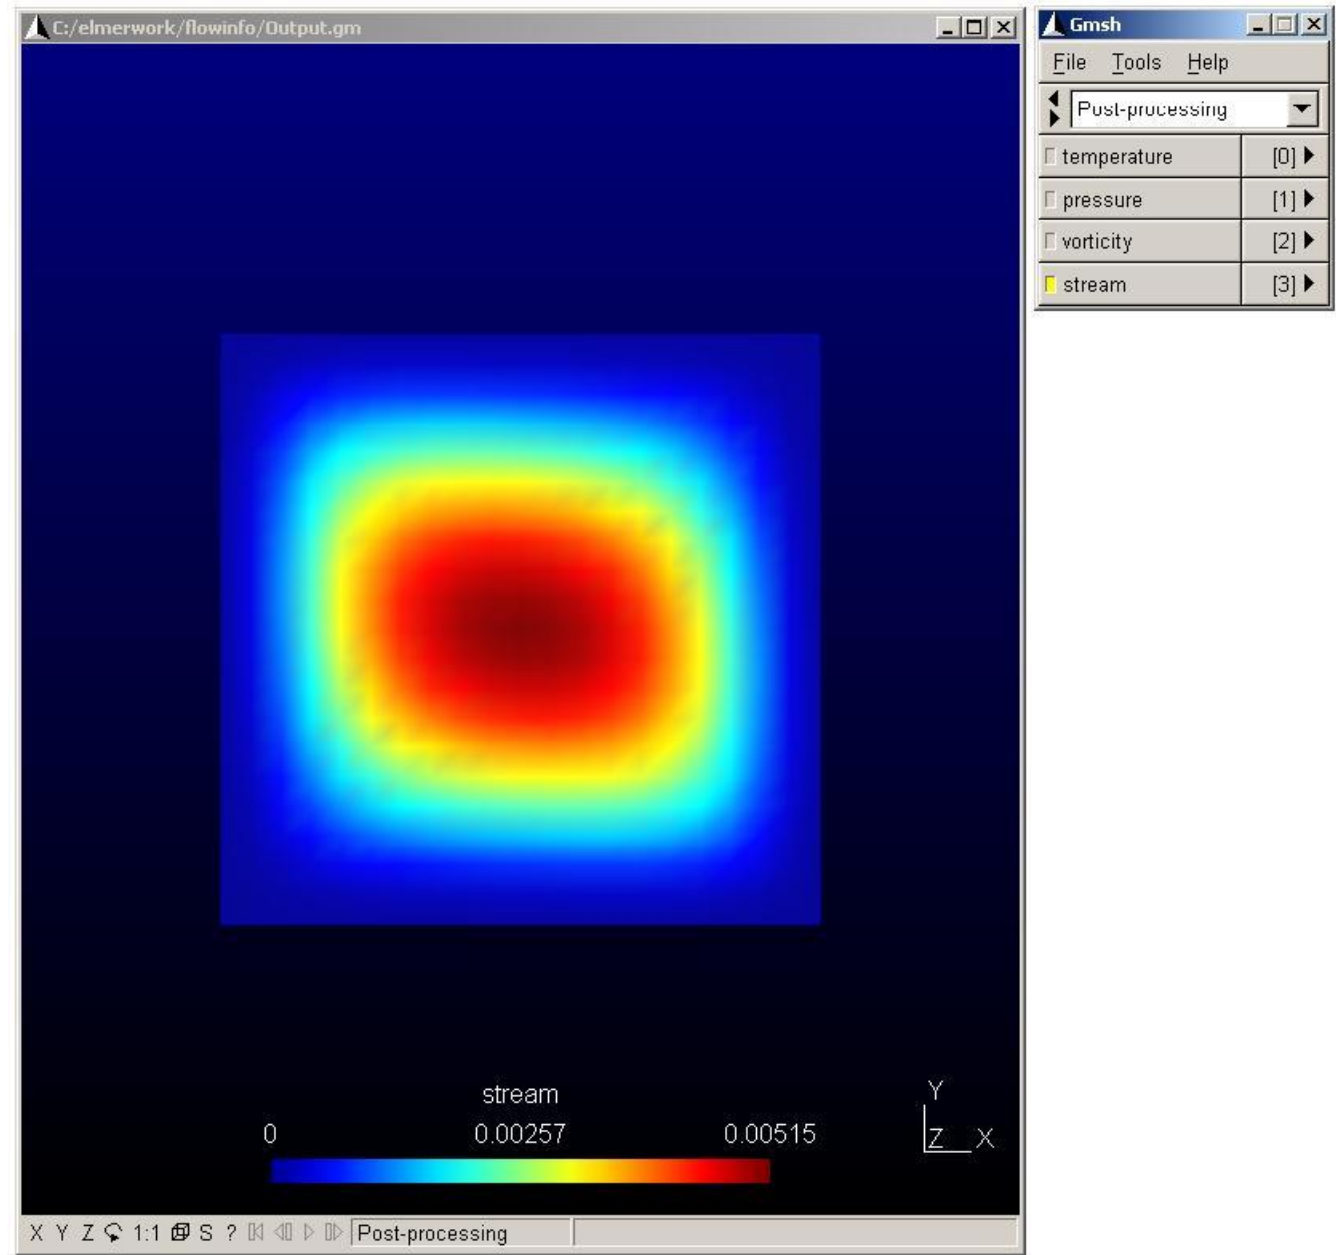 C:/elmerwork/flowinfo/Output.gm
Gmsh
File Tools Help
Post-processing
temperature [0]
pressure [1]
vorticity [2]
stream [3]
stream
0 0.00257 0.00515
Y
Z X
X Y Z 1:1 S ? Post-processing